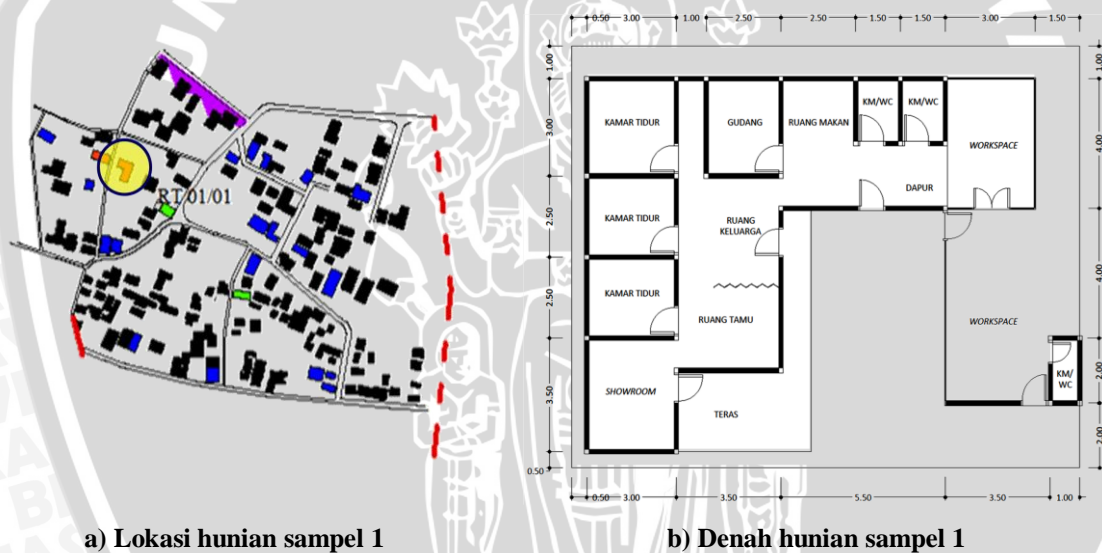 RT 01/01
a) Lokasi hunian sampel 1
0.50 3.00 1.00 2.50 2.50 1.50 1.50 3.00 1.50
1.00
3.00
2.50
2.50
3.50
0.50
KAMAR TIDUR
GUDANG
RUANG MAKAN
KM/WC
KM/WC
WORKSPACE
DAPUR
KAMAR TIDUR
RUANG
KELUARGA
KAMAR TIDUR
RUANG TAMU
WORKSPACE
SHOWROOM
TERAS
KM/
WC
1.00
4.00
4.00
2.00
2.00
0.50 3.00 3.50 5.50 3.50 1.00
b) Denah hunian sampel 1